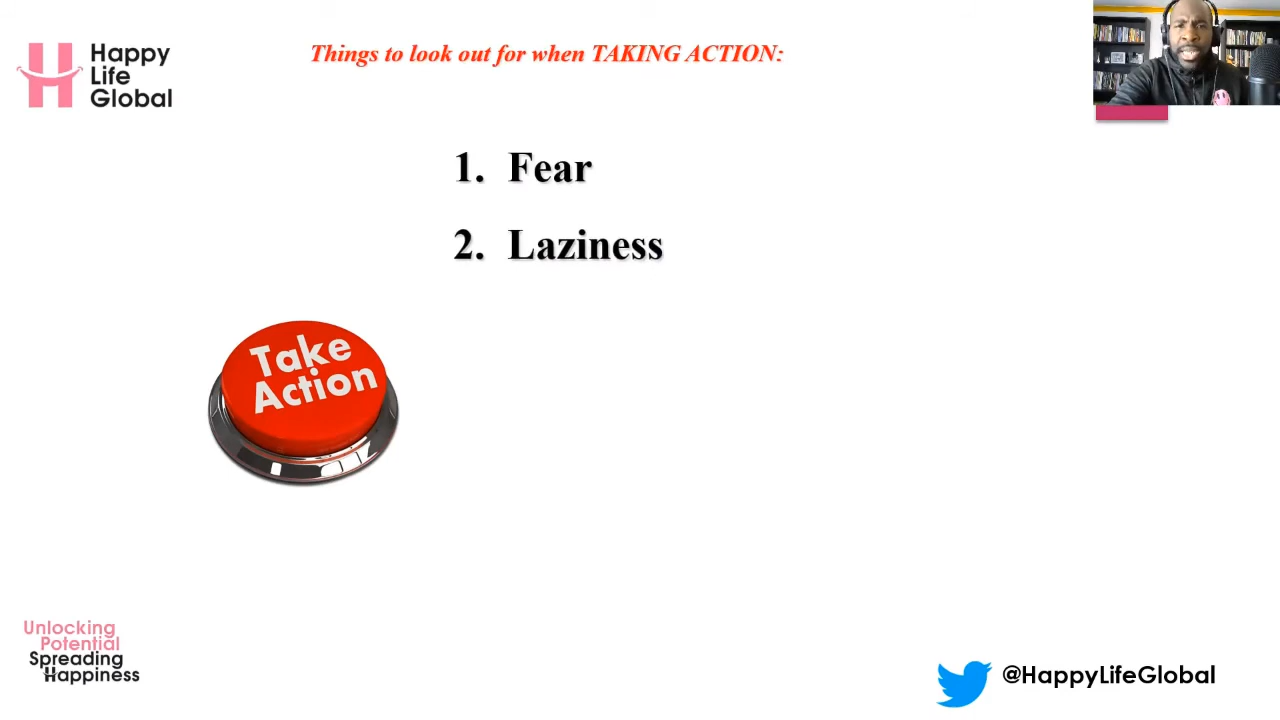 Happy
Life
Global
Things to look out for when TAKING ACTION:
1. Fear
2. Laziness
Take
Action
Unlocking
Potential
Spreading
Happiness
@HappyLifeGlobal